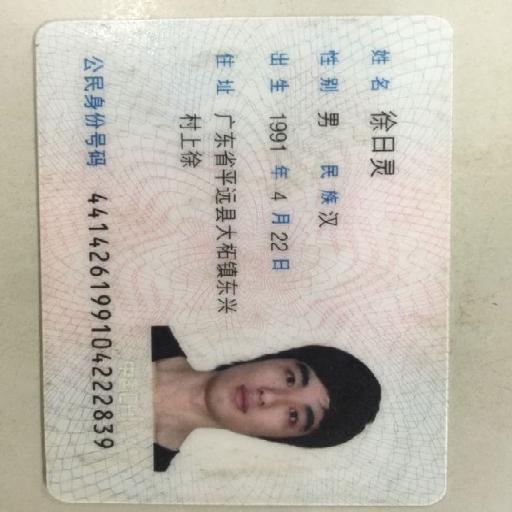 姓名 徐日灵
性别 男 民族 汉
出生 1991 年 4 月 22 日
住址 广东省平远县大柘镇东兴
村上徐
公民身份号码 441426199104222839